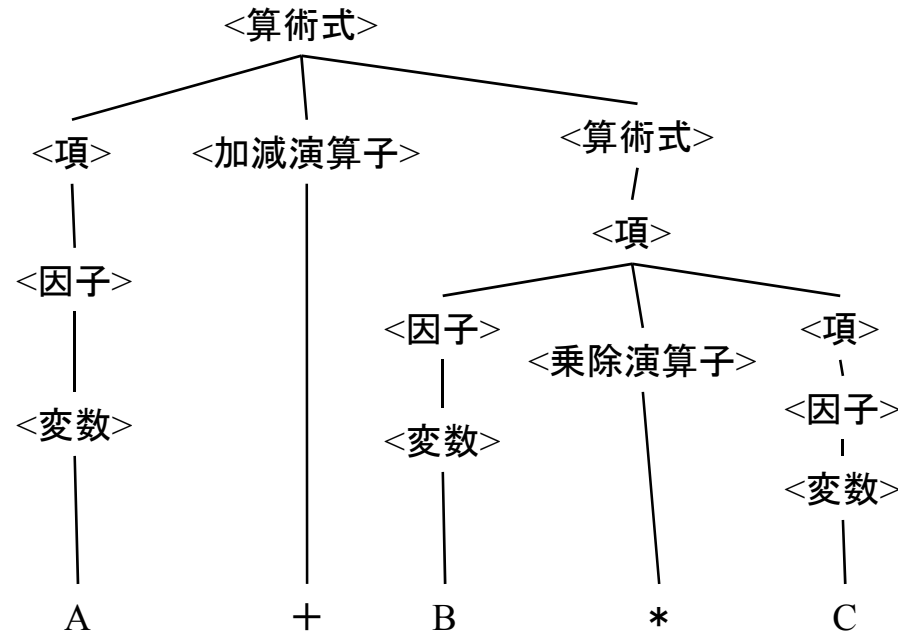 <算術式>
<項> <加減演算子> <算術式>
<項>
<因子>
<因子> <乗除演算子> <項>
<変数> <変数> <因子>
<変数>
A + B * C